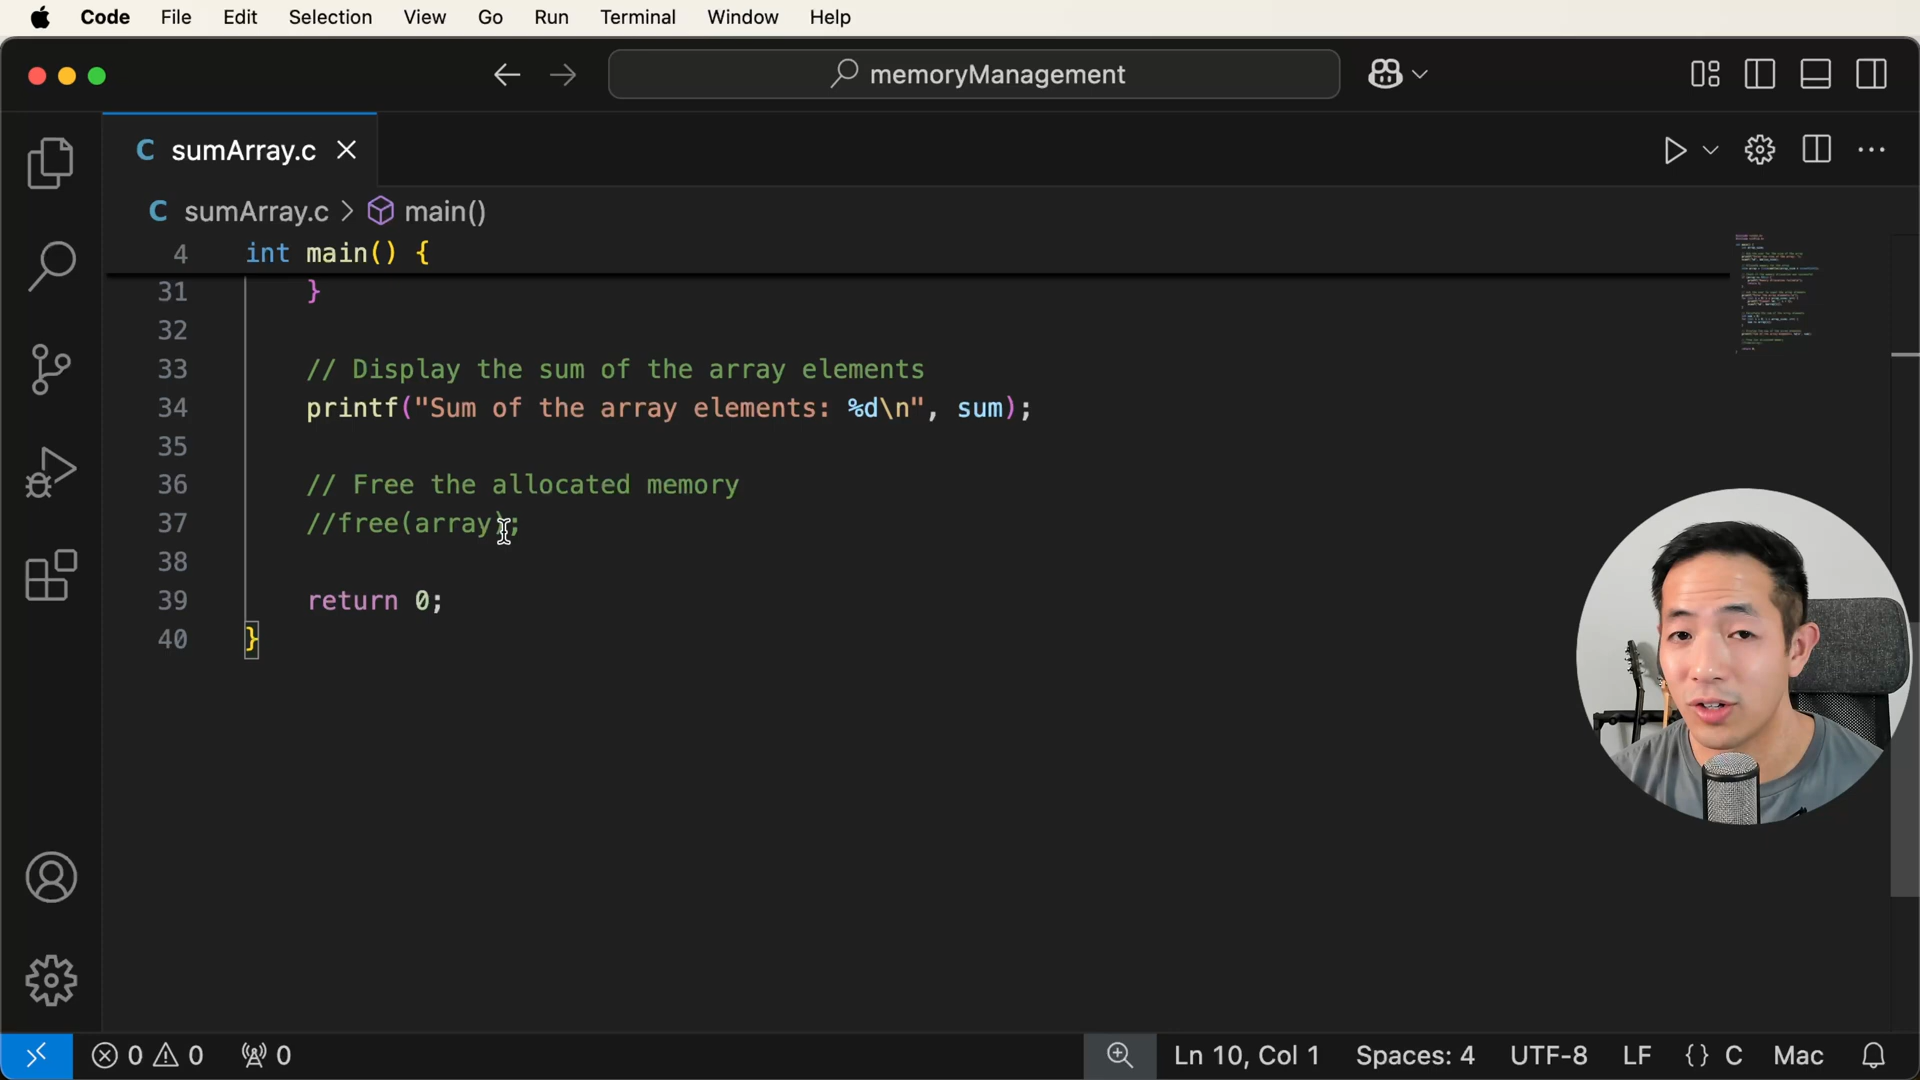 Code File Edit Selection View Go Run Terminal Window Help
memoryManagement
C sumArray.c
C sumArray.c > main()
4 int main() {
31 }
32
33 // Display the sum of the array elements
34 printf("Sum of the array elements: %d\n", sum);
35
36 // Free the allocated memory
37 //free(array);
38
39 return 0;
40 }
0 0 0 Ln 10, Col 1 Spaces: 4 UTF-8 LF {} C Mac